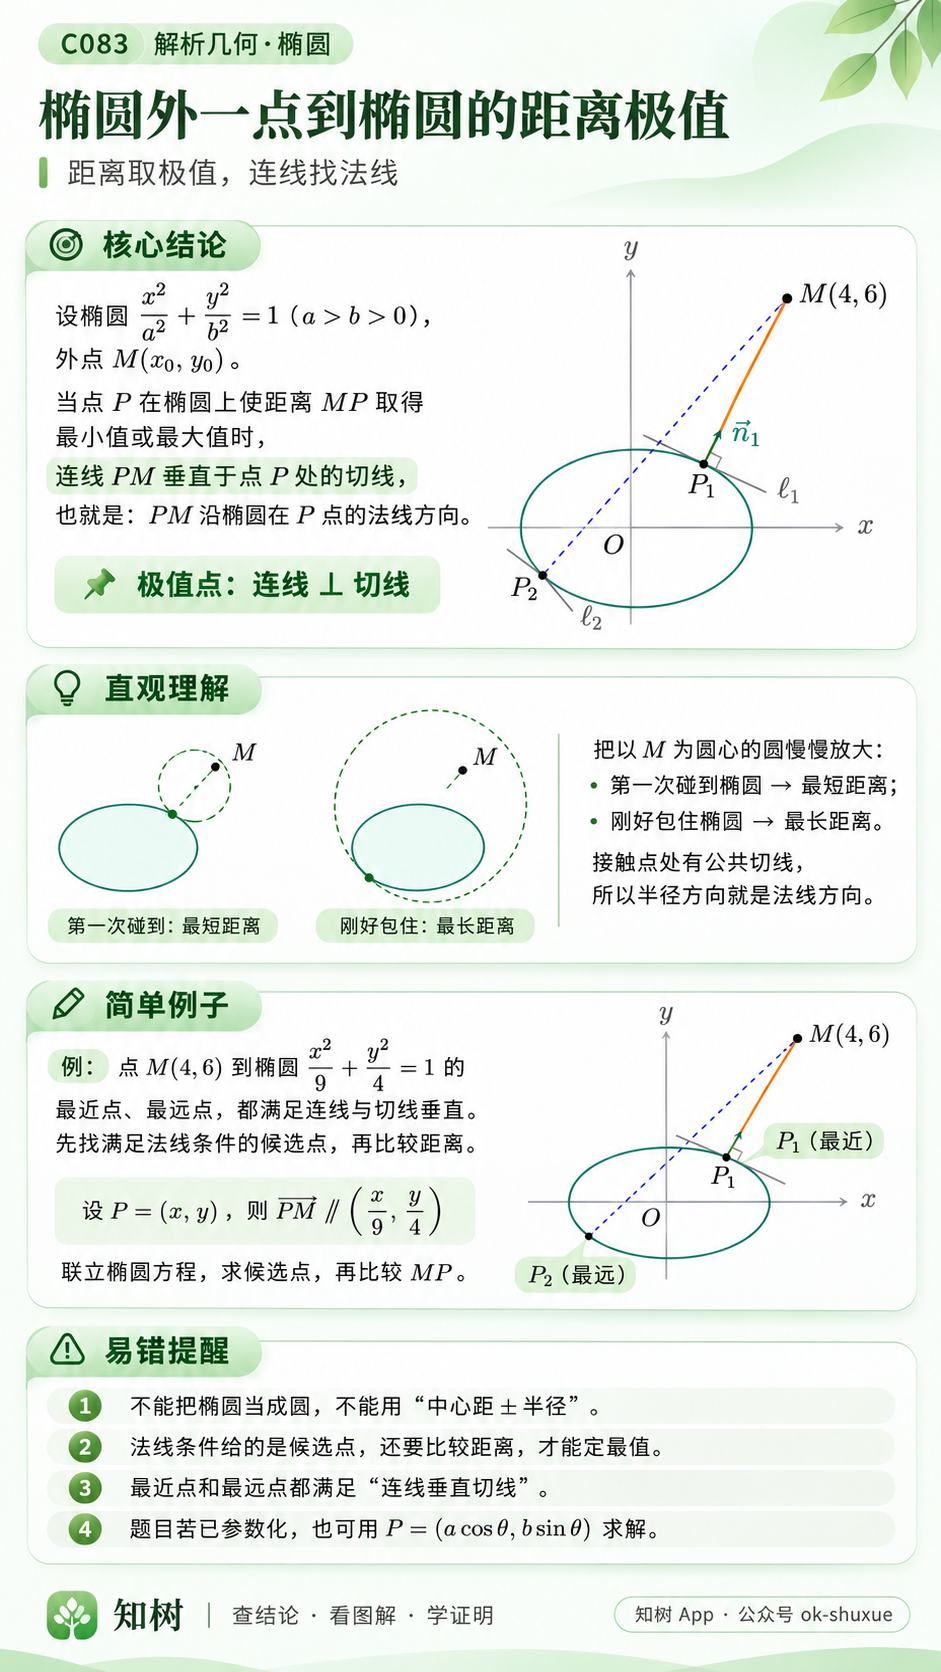 C083 解析几何·椭圆
椭圆外一点到椭圆的距离极值
距离取极值，连线找法线
核心结论
设椭圆 x²/a² + y²/b² = 1（a > b > 0），
外点 M(x₀, y₀)。
当点 P 在椭圆上使距离 MP 取得
最小值或最大值时，
连线 PM 垂直于点 P 处的切线，
也就是：PM 沿椭圆在 P 点的法线方向。
极值点：连线 ⊥ 切线
y
M(4, 6)
n⃗₁
P₁
ℓ₁
x
O
P₂
ℓ₂
直观理解
M
第一次碰到：最短距离
M
刚好包住：最长距离
把以 M 为圆心的圆慢慢放大：
• 第一次碰到椭圆 → 最短距离；
• 刚好包住椭圆 → 最长距离。
接触点处有公共切线，
所以半径方向就是法线方向。
简单例子
例： 点 M(4, 6) 到椭圆 x²/9 + y²/4 = 1 的
最近点、最远点，都满足连线与切线垂直。
先找满足法线条件的候选点，再比较距离。
设 P = (x, y)，则 PM⃗ ∥ (x/9, y/4)
联立椭圆方程，求候选点，再比较 MP。
y
M(4, 6)
P₁（最近）
P₁
x
O
P₂（最远）
易错提醒
1 不能把椭圆当成圆，不能用“中心距 ± 半径”。
2 法线条件给的是候选点，还要比较距离，才能定最值。
3 最近点和最远点都满足“连线垂直切线”。
4 题目苦已参数化，也可用 P = (a cos θ, b sin θ) 求解。
知树 | 查结论 · 看图解 · 学证明
知树 App · 公众号 ok-shuxue